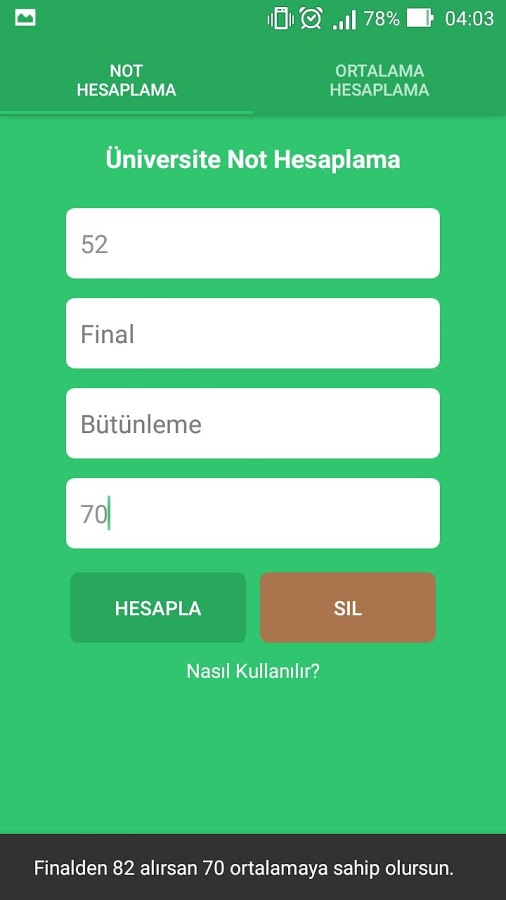 78% 04:03
NOT
HESAPLAMA
ORTALAMA
HESAPLAMA
Üniversite Not Hesaplama
52
Final
Bütünleme
70
HESAPLA
SIL
Nasıl Kullanılır?
Finalden 82 alırsan 70 ortalamaya sahip olursun.